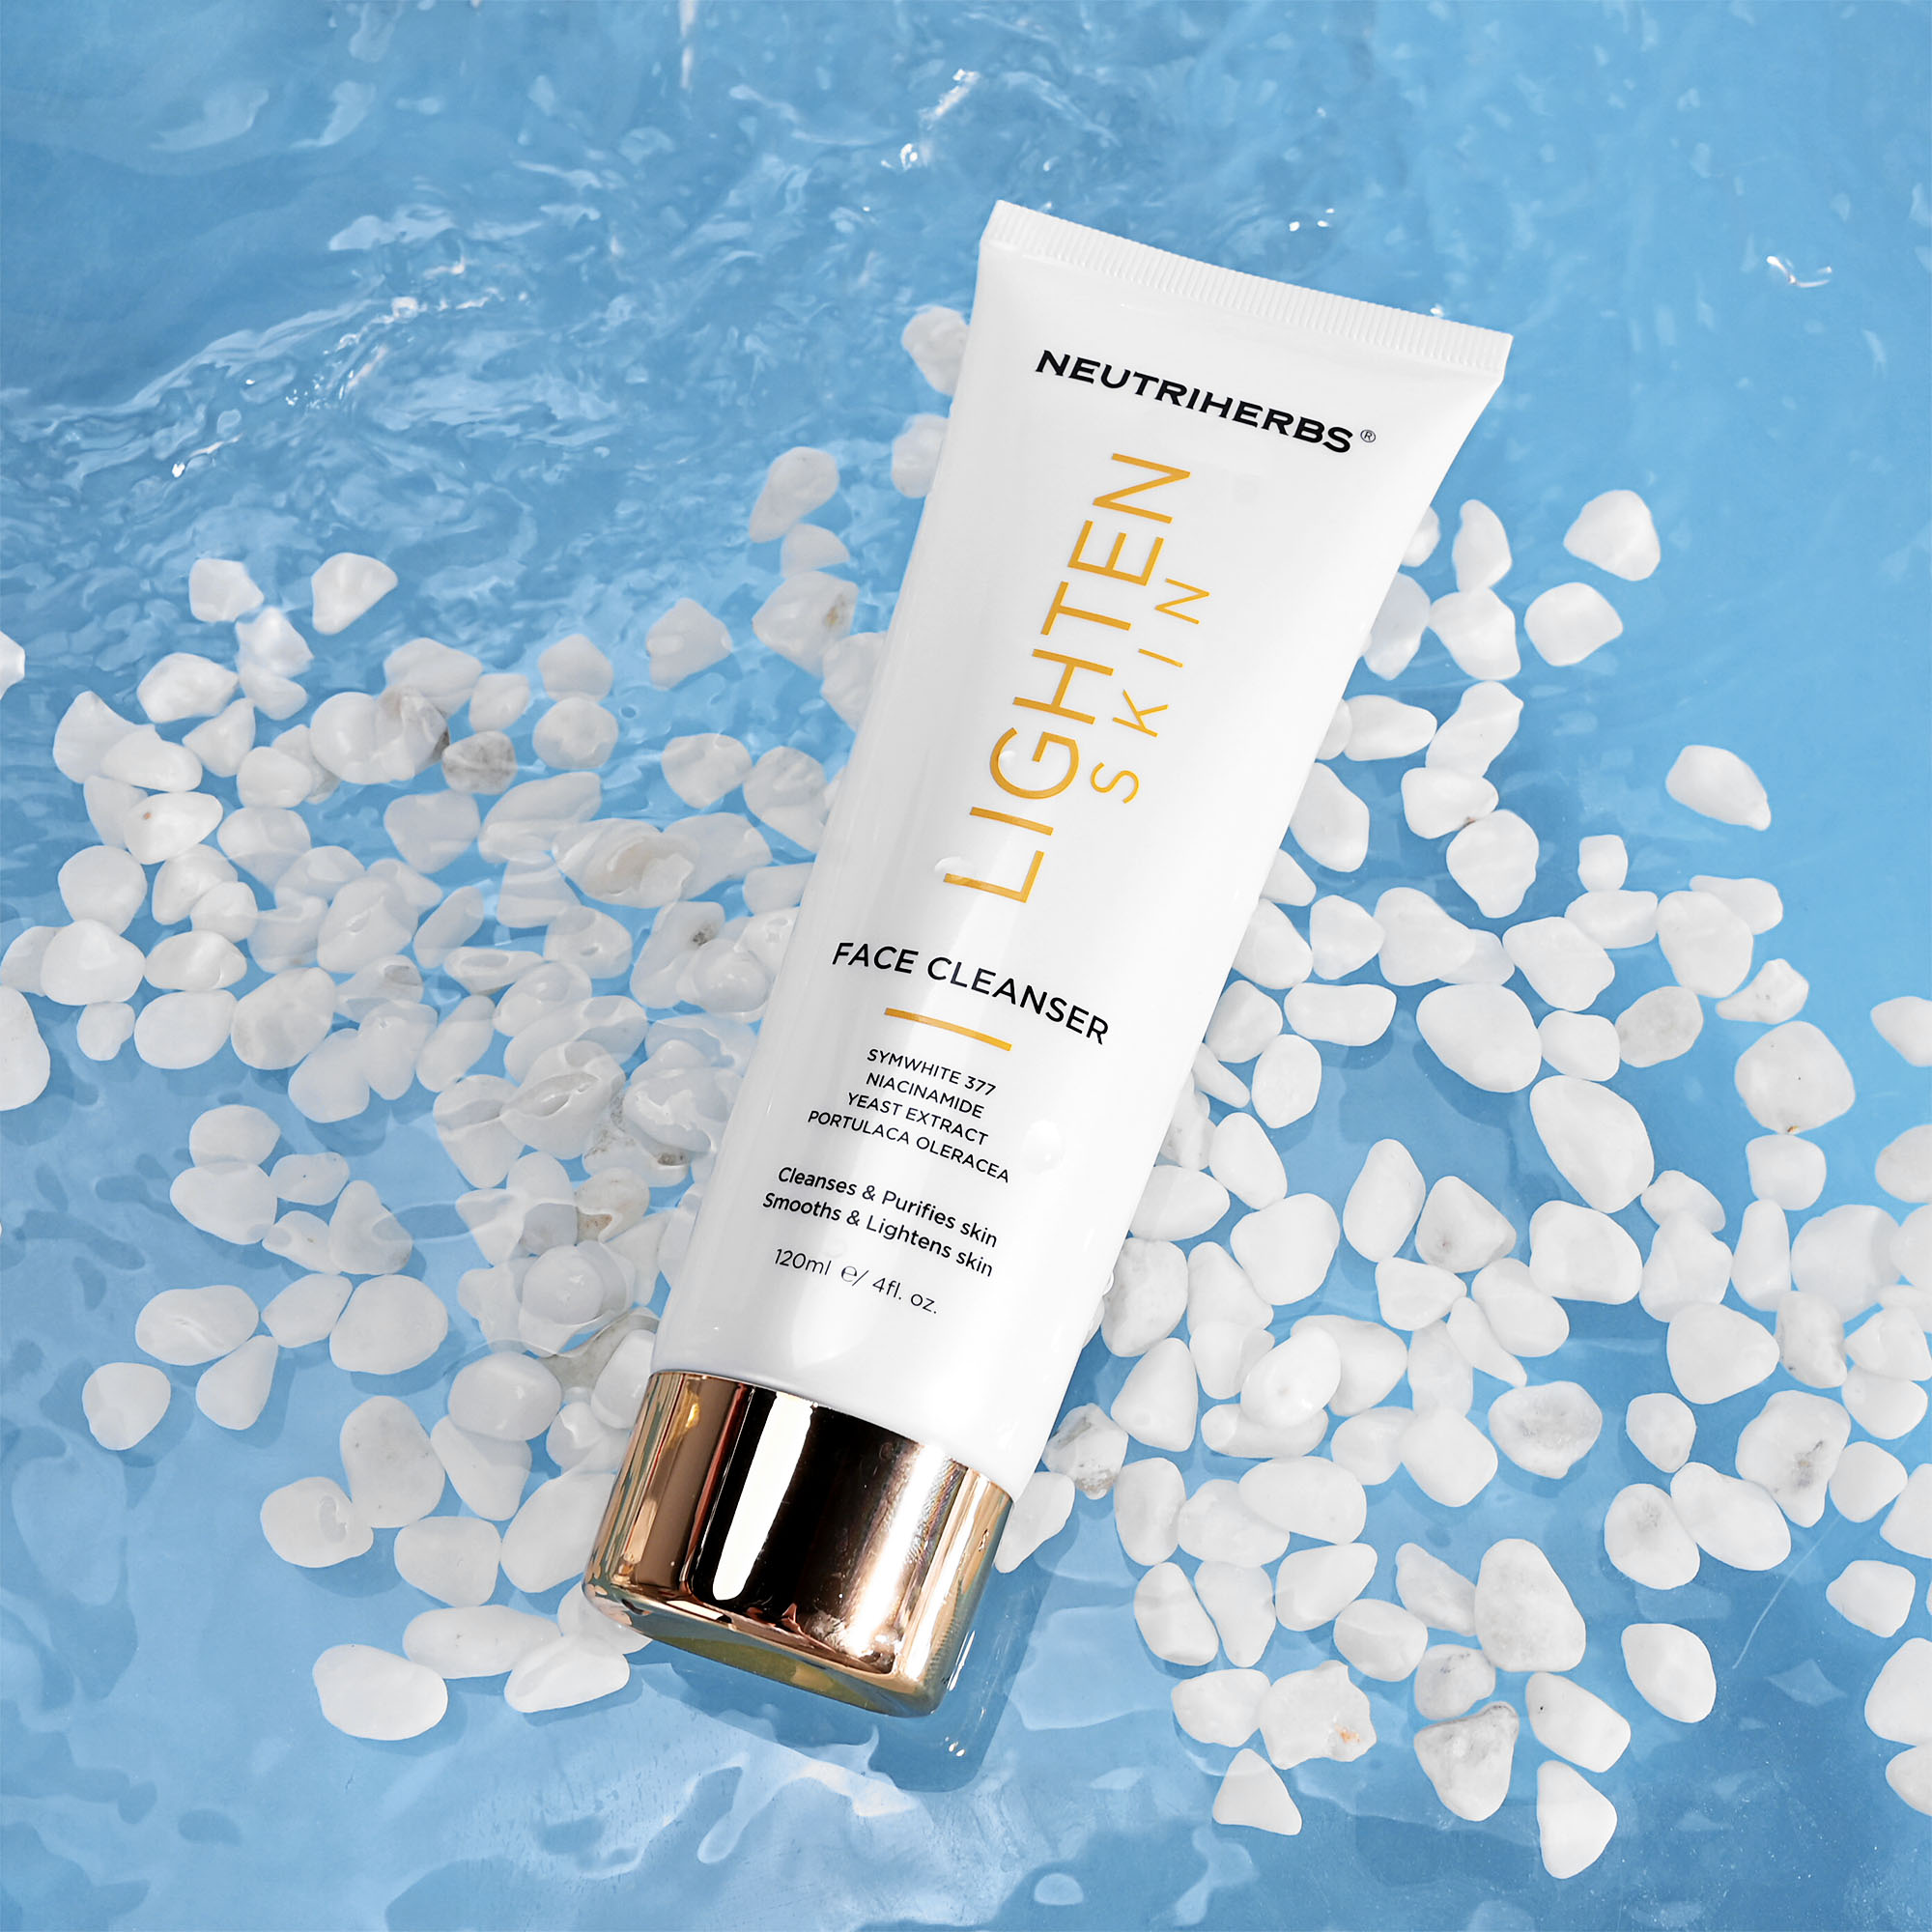 NEUTRIHERBS®
LIGHTEN
SKIN
FACE CLEANSER
SYMWHITE 377
NIACINAMIDE
YEAST EXTRACT
PORTULACA OLERACEA
Cleanses & Purifies skin
Smooths & Lightens skin
120ml ℮/ 4fl. oz.